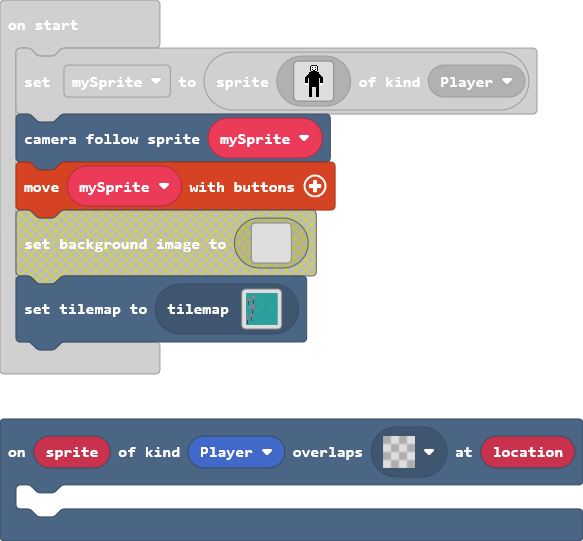 on start
set mySprite to sprite of kind Player
camera follow sprite mySprite
move mySprite with buttons
set background image to
set tilemap to tilemap
on sprite of kind Player overlaps at location